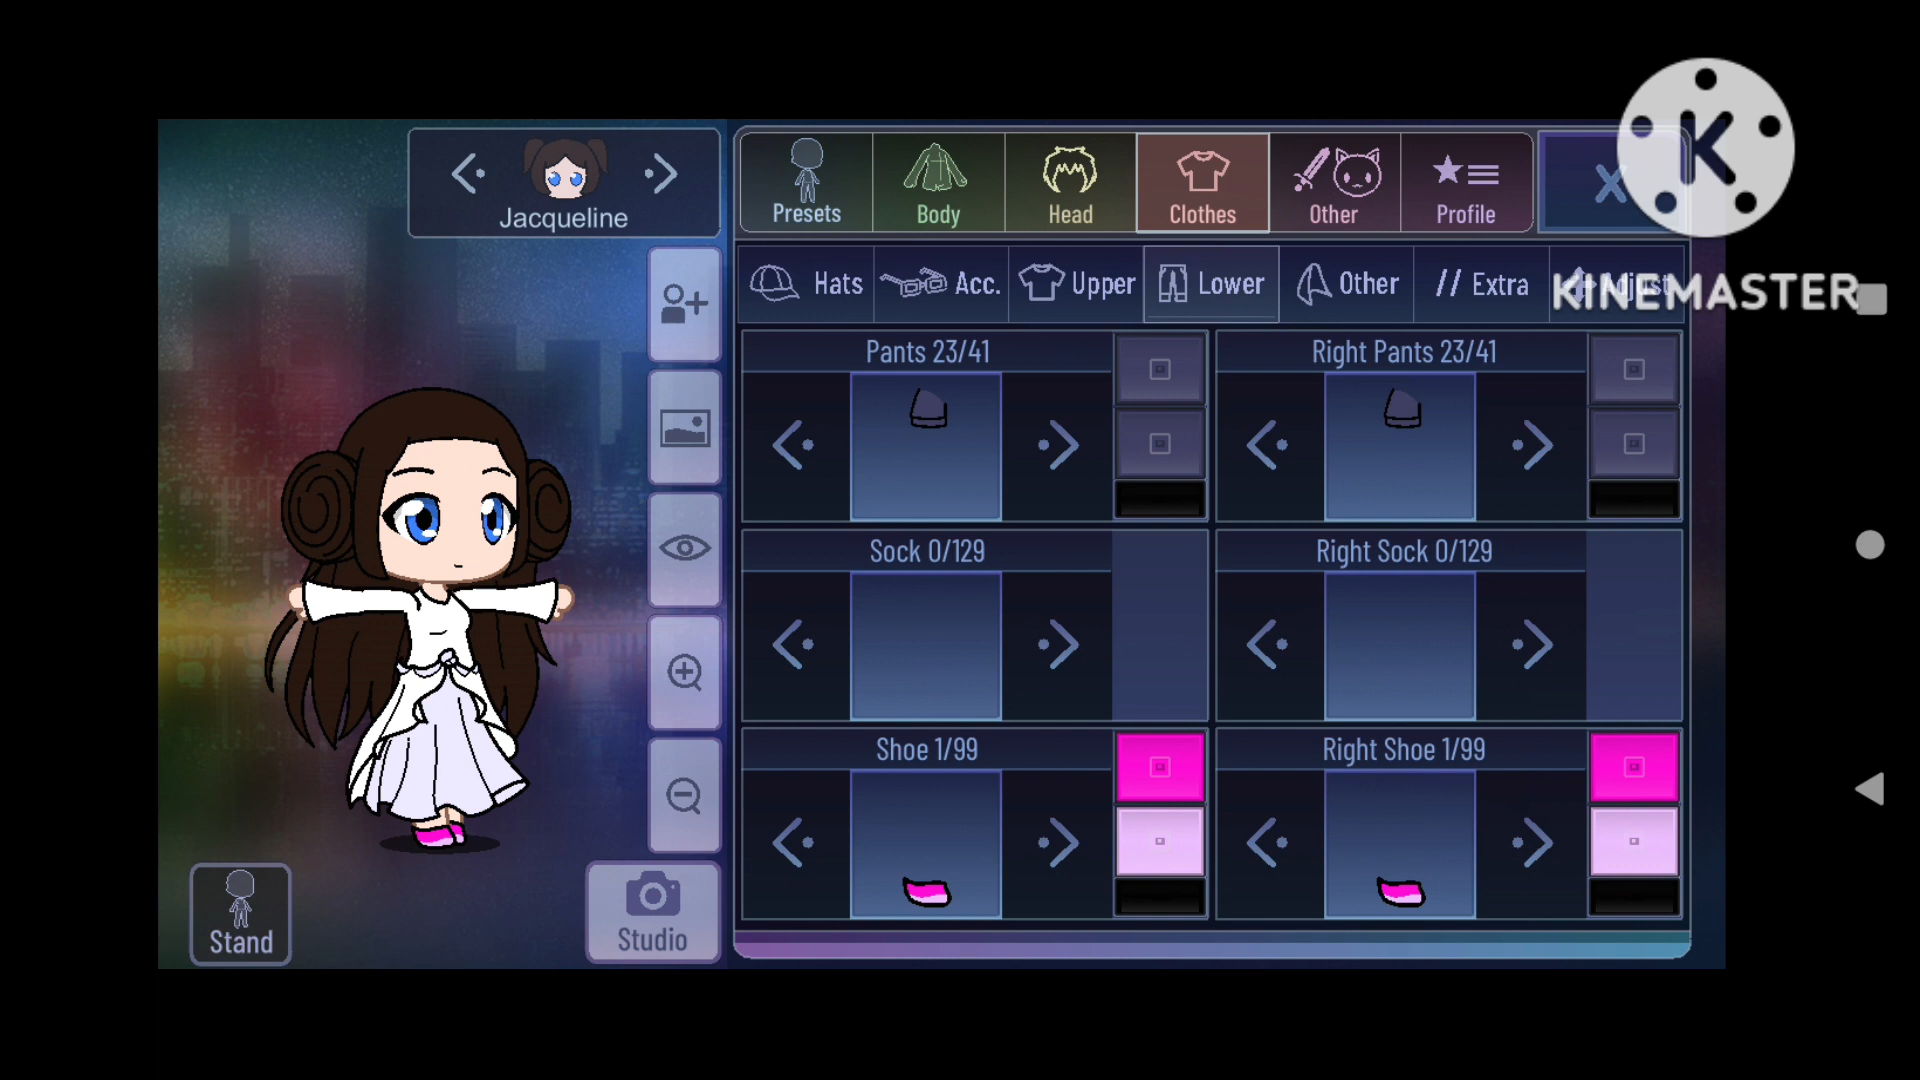 Jacqueline
Presets
Body
Head
Clothes
Other
Profile
X
K
KINEMASTER
Hats
Acc.
Upper
Lower
Other
// Extra
Adjust
Pants 23/41
Right Pants 23/41
Sock 0/129
Right Sock 0/129
Shoe 1/99
Right Shoe 1/99
Stand
Studio